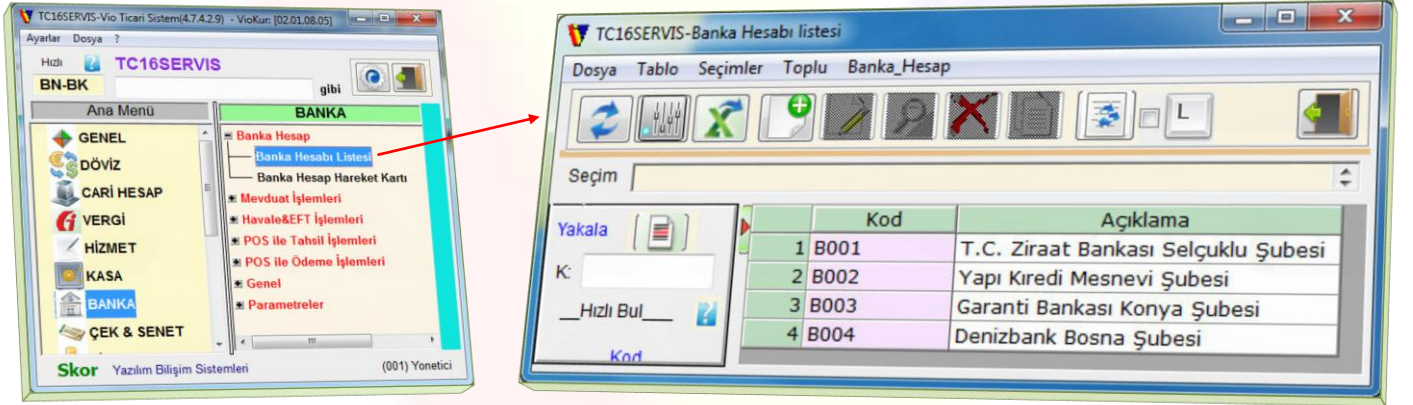 TC16SERVIS-Vio Ticari Sistem(4.7.4.2.9) - VioKur: [02.01.08.05]
Ayarlar Dosya ?
Hızlı TC16SERVIS
BN-BK gibi
Ana Menü
GENEL
DÖVİZ
CARİ HESAP
VERGİ
HİZMET
KASA
BANKA
ÇEK & SENET
BANKA
Banka Hesap
Banka Hesabı Listesi
Banka Hesap Hareket Kartı
Mevduat İşlemleri
Havale&EFT İşlemleri
POS ile Tahsil İşlemleri
POS ile Ödeme İşlemleri
Genel
Parametreler
Skor Yazılım Bilişim Sistemleri (001) Yonetici
TC16SERVIS-Banka Hesabı listesi
Dosya Tablo Seçimler Toplu Banka_Hesap
L
Seçim
Yakala
K:
__Hızlı Bul___
Kod
Kod Açıklama
1 B001 T.C. Ziraat Bankası Selçuklu Şubesi
2 B002 Yapı Kıredi Mesnevi Şubesi
3 B003 Garanti Bankası Konya Şubesi
4 B004 Denizbank Bosna Şubesi